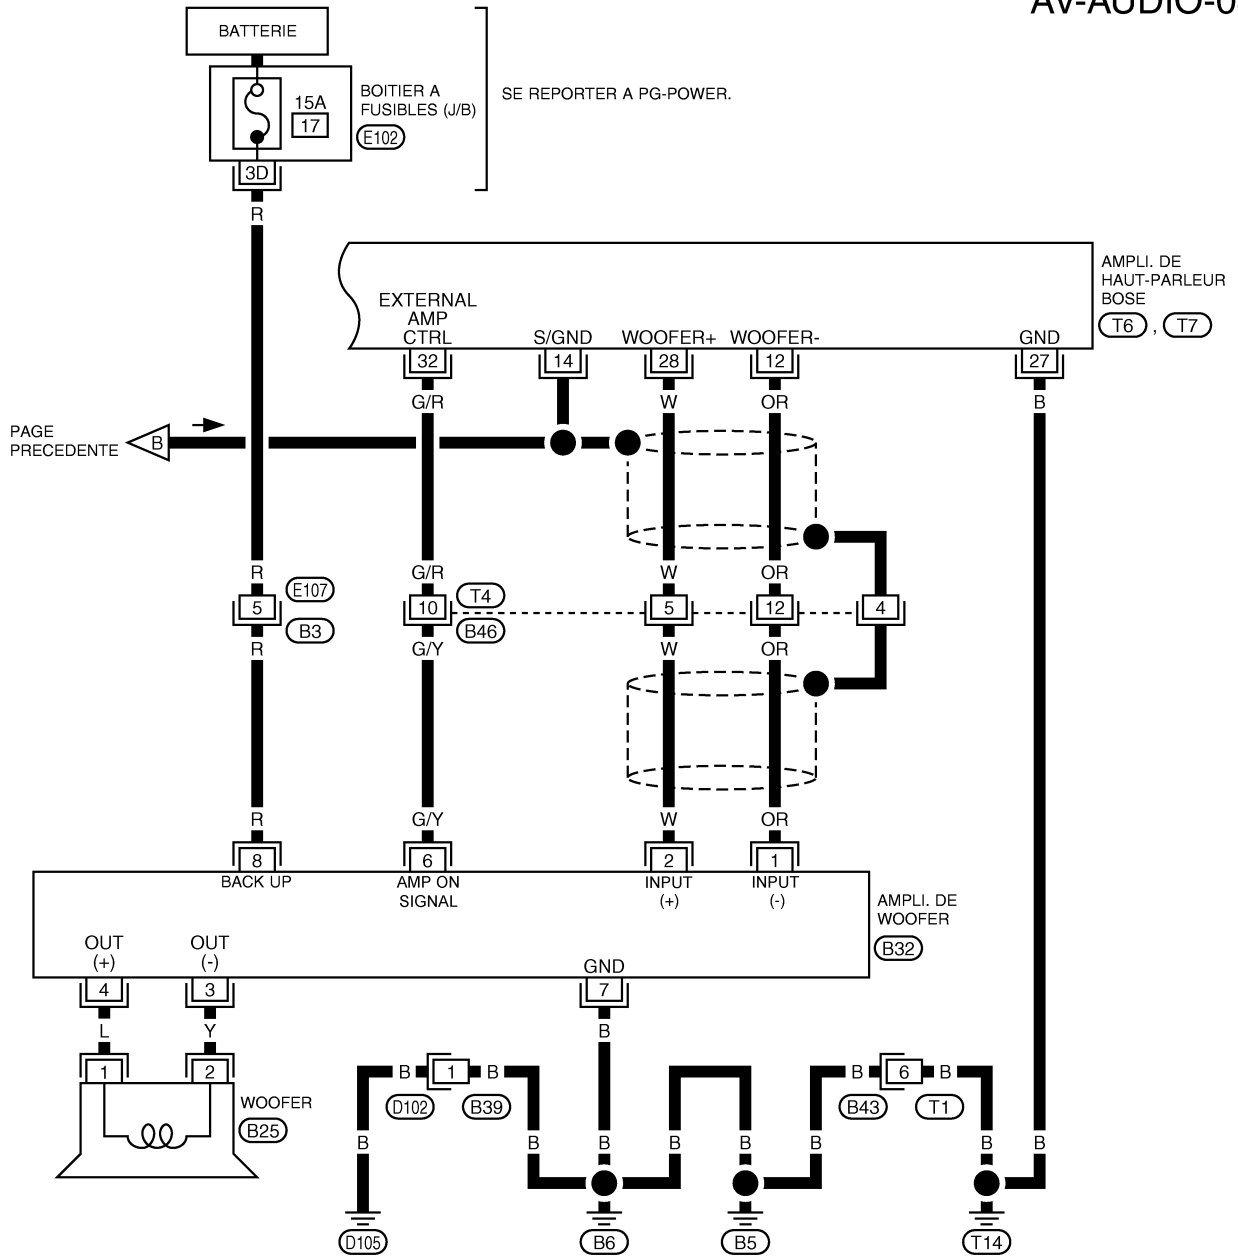 AV-AUDIO-0
BATTERIE
15A
17
BOITIER A
FUSIBLES (J/B)
E102
SE REPORTER A PG-POWER.
3D
R
EXTERNAL
AMP
CTRL
S/GND
WOOFER+
WOOFER-
GND
AMPLI. DE
HAUT-PARLEUR
BOSE
T6 , T7
32
14
28
12
27
G/R
W
OR
B
PAGE
PRECEDENTE
B
R
G/R
W
OR
E107
T4
5
10
5
12
4
B3
B46
R
G/Y
W
OR
R
G/Y
W
OR
8
6
2
1
BACK UP
AMP ON
SIGNAL
INPUT
(+)
INPUT
(-)
AMPLI. DE
WOOFER
B32
OUT
(+)
OUT
(-)
GND
4
3
7
L
Y
B
1
2
WOOFER
B25
B
1
B
D102
B39
B
6
B
B43
T1
B
B
B
B
B
B
B
B
D105
B6
B5
T14